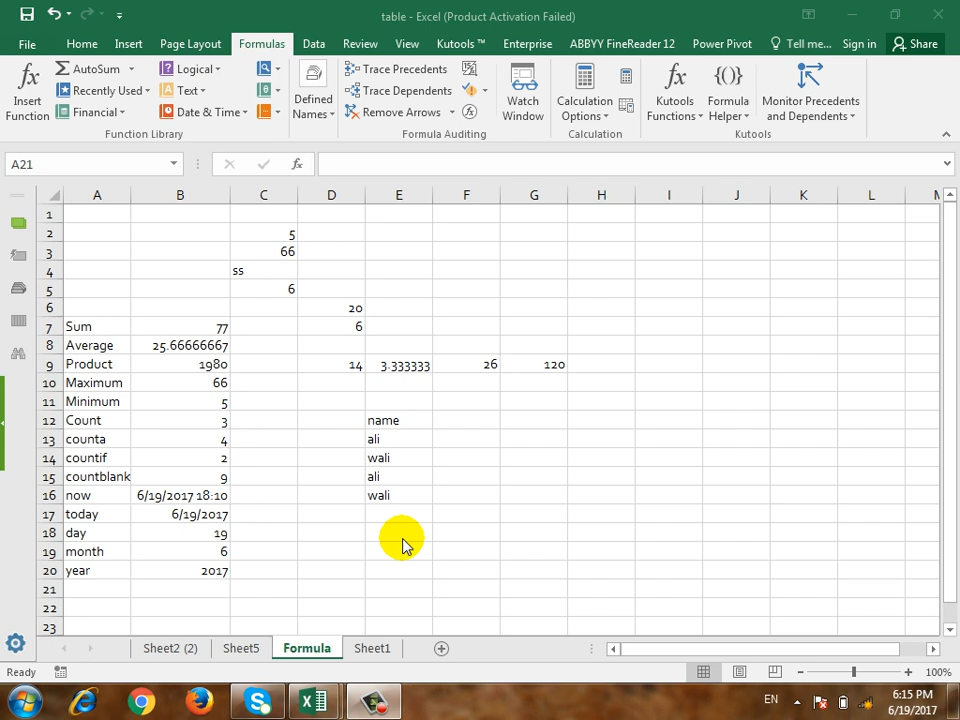 table - Excel (Product Activation Failed)
File Home Insert Page Layout Formulas Data Review View Kutools ™ Enterprise ABBYY FineReader 12 Power Pivot Tell me... Sign in Share
fx Insert Function
AutoSum
Recently Used
Financial
Logical
Text
Date & Time
Function Library
Defined Names
Trace Precedents
Trace Dependents
Remove Arrows
Formula Auditing
Watch Window
Calculation Options
Calculation
Kutools Functions
Formula Helper
Monitor Precedents and Dependents
Kutools
A21 fx
A B C D E F G H I J K L M
1
2 5
3 66
4 ss
5 6
6 20
7 Sum 77 6
8 Average 25.66666667
9 Product 1980 14 3.333333 26 120
10 Maximum 66
11 Minimum 5
12 Count 3 name
13 counta 4 ali
14 countif 2 wali
15 countblank 9 ali
16 now 6/19/2017 18:10 wali
17 today 6/19/2017
18 day 19
19 month 6
20 year 2017
21
22
23
Sheet2 (2) Sheet5 Formula Sheet1
Ready 100%
EN 6:15 PM
6/19/2017